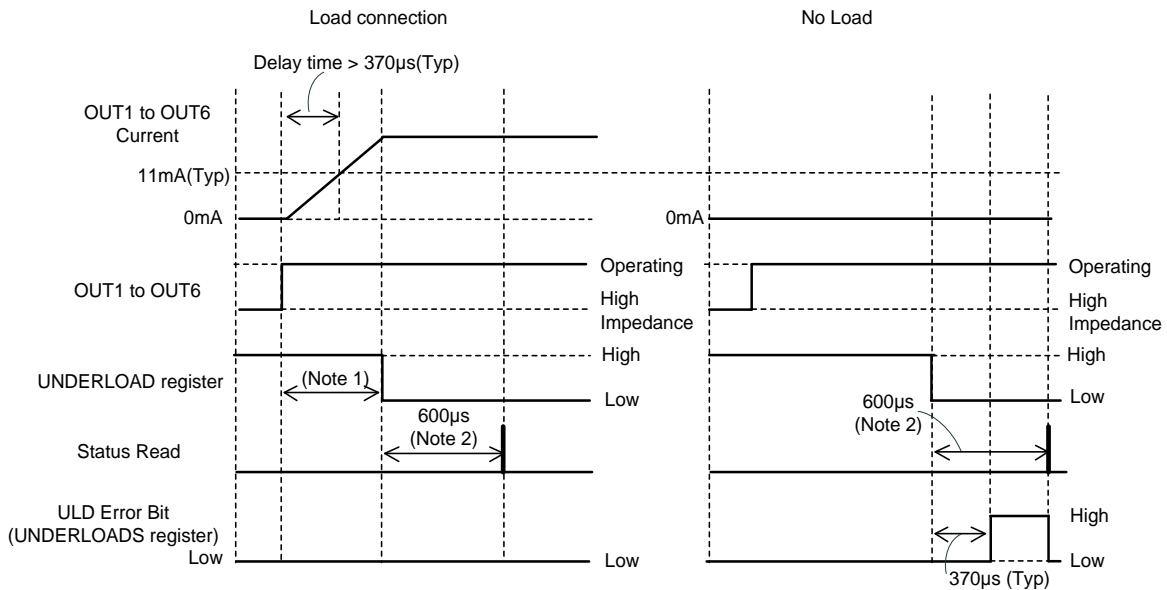 Load connection
No Load
Delay time > 370µs(Typ)
OUT1 to OUT6
Current
11mA(Typ)
0mA
0mA
OUT1 to OUT6
Operating
High
Impedance
Operating
High
Impedance
UNDERLOAD register
(Note 1)
High
Low
High
Low
600µs
(Note 2)
600µs
(Note 2)
Status Read
ULD Error Bit
(UNDERLOADS register)
Low
Low
High
Low
370µs (Typ)